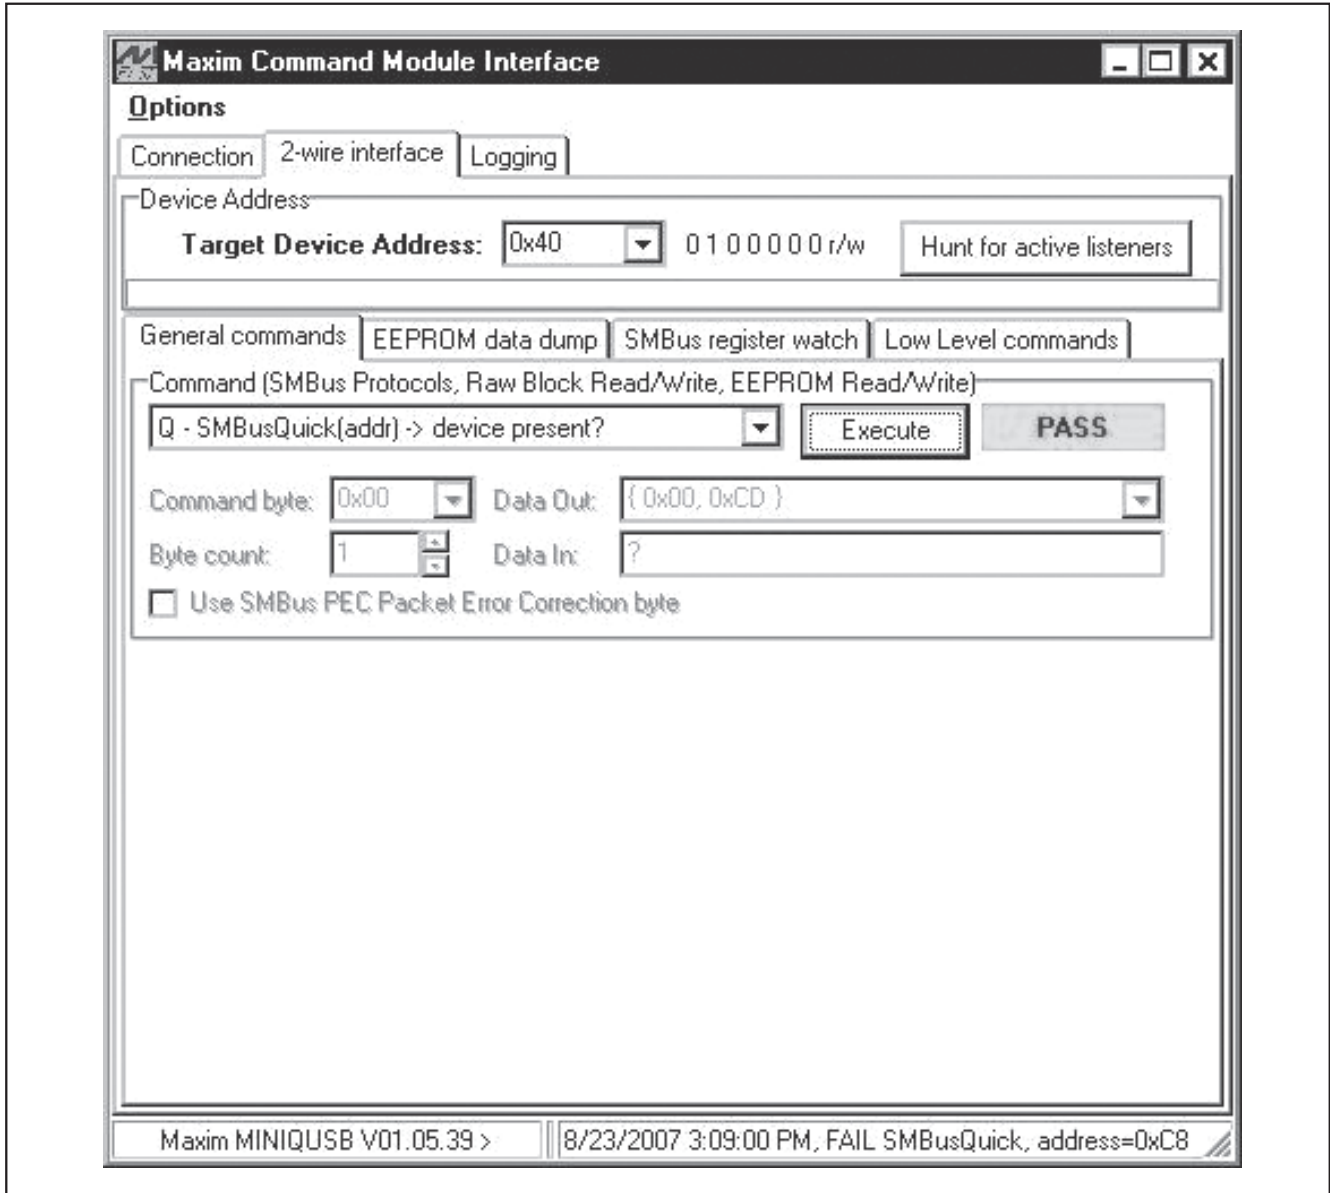 Maxim Command Module Interface
Options
Connection 2-wire interface Logging
Device Address
Target Device Address: 0x40 0 1 0 0 0 0 0 r/w Hunt for active listeners
General commands EEPROM data dump SMBus register watch Low Level commands
Command (SMBus Protocols, Raw Block Read/Write, EEPROM Read/Write)
Q - SMBusQuick(addr) -> device present? Execute PASS
Command byte: 0x00 Data Out: { 0x00, 0xCD }
Byte count: 1 Data In: ?
Use SMBus PEC Packet Error Correction byte
Maxim MINIQUSB V01.05.39 > 8/23/2007 3:09:00 PM, FAIL SMBusQuick, address=0xC8